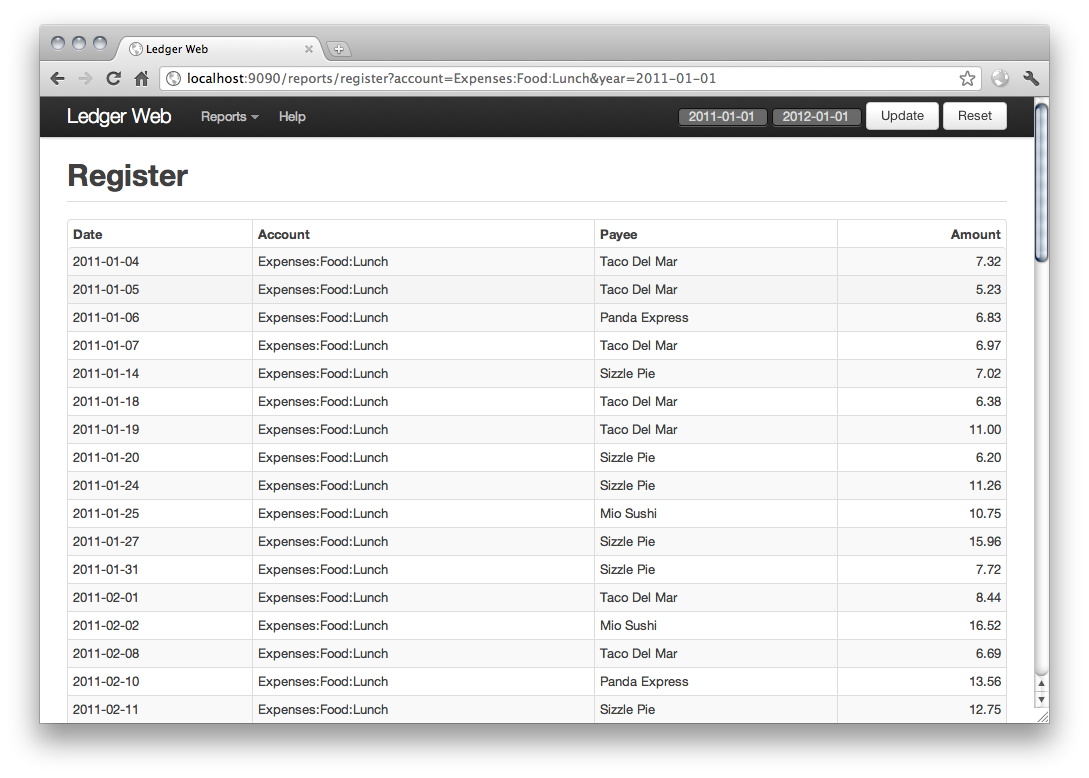 Ledger Web
localhost:9090/reports/register?account=Expenses:Food:Lunch&year=2011-01-01
Ledger Web Reports Help 2011-01-01 2012-01-01 Update Reset
Register
Date Account Payee Amount
2011-01-04 Expenses:Food:Lunch Taco Del Mar 7.32
2011-01-05 Expenses:Food:Lunch Taco Del Mar 5.23
2011-01-06 Expenses:Food:Lunch Panda Express 6.83
2011-01-07 Expenses:Food:Lunch Taco Del Mar 6.97
2011-01-14 Expenses:Food:Lunch Sizzle Pie 7.02
2011-01-18 Expenses:Food:Lunch Taco Del Mar 6.38
2011-01-19 Expenses:Food:Lunch Taco Del Mar 11.00
2011-01-20 Expenses:Food:Lunch Sizzle Pie 6.20
2011-01-24 Expenses:Food:Lunch Sizzle Pie 11.26
2011-01-25 Expenses:Food:Lunch Mio Sushi 10.75
2011-01-27 Expenses:Food:Lunch Sizzle Pie 15.96
2011-01-31 Expenses:Food:Lunch Sizzle Pie 7.72
2011-02-01 Expenses:Food:Lunch Taco Del Mar 8.44
2011-02-02 Expenses:Food:Lunch Mio Sushi 16.52
2011-02-08 Expenses:Food:Lunch Taco Del Mar 6.69
2011-02-10 Expenses:Food:Lunch Panda Express 13.56
2011-02-11 Expenses:Food:Lunch Sizzle Pie 12.75